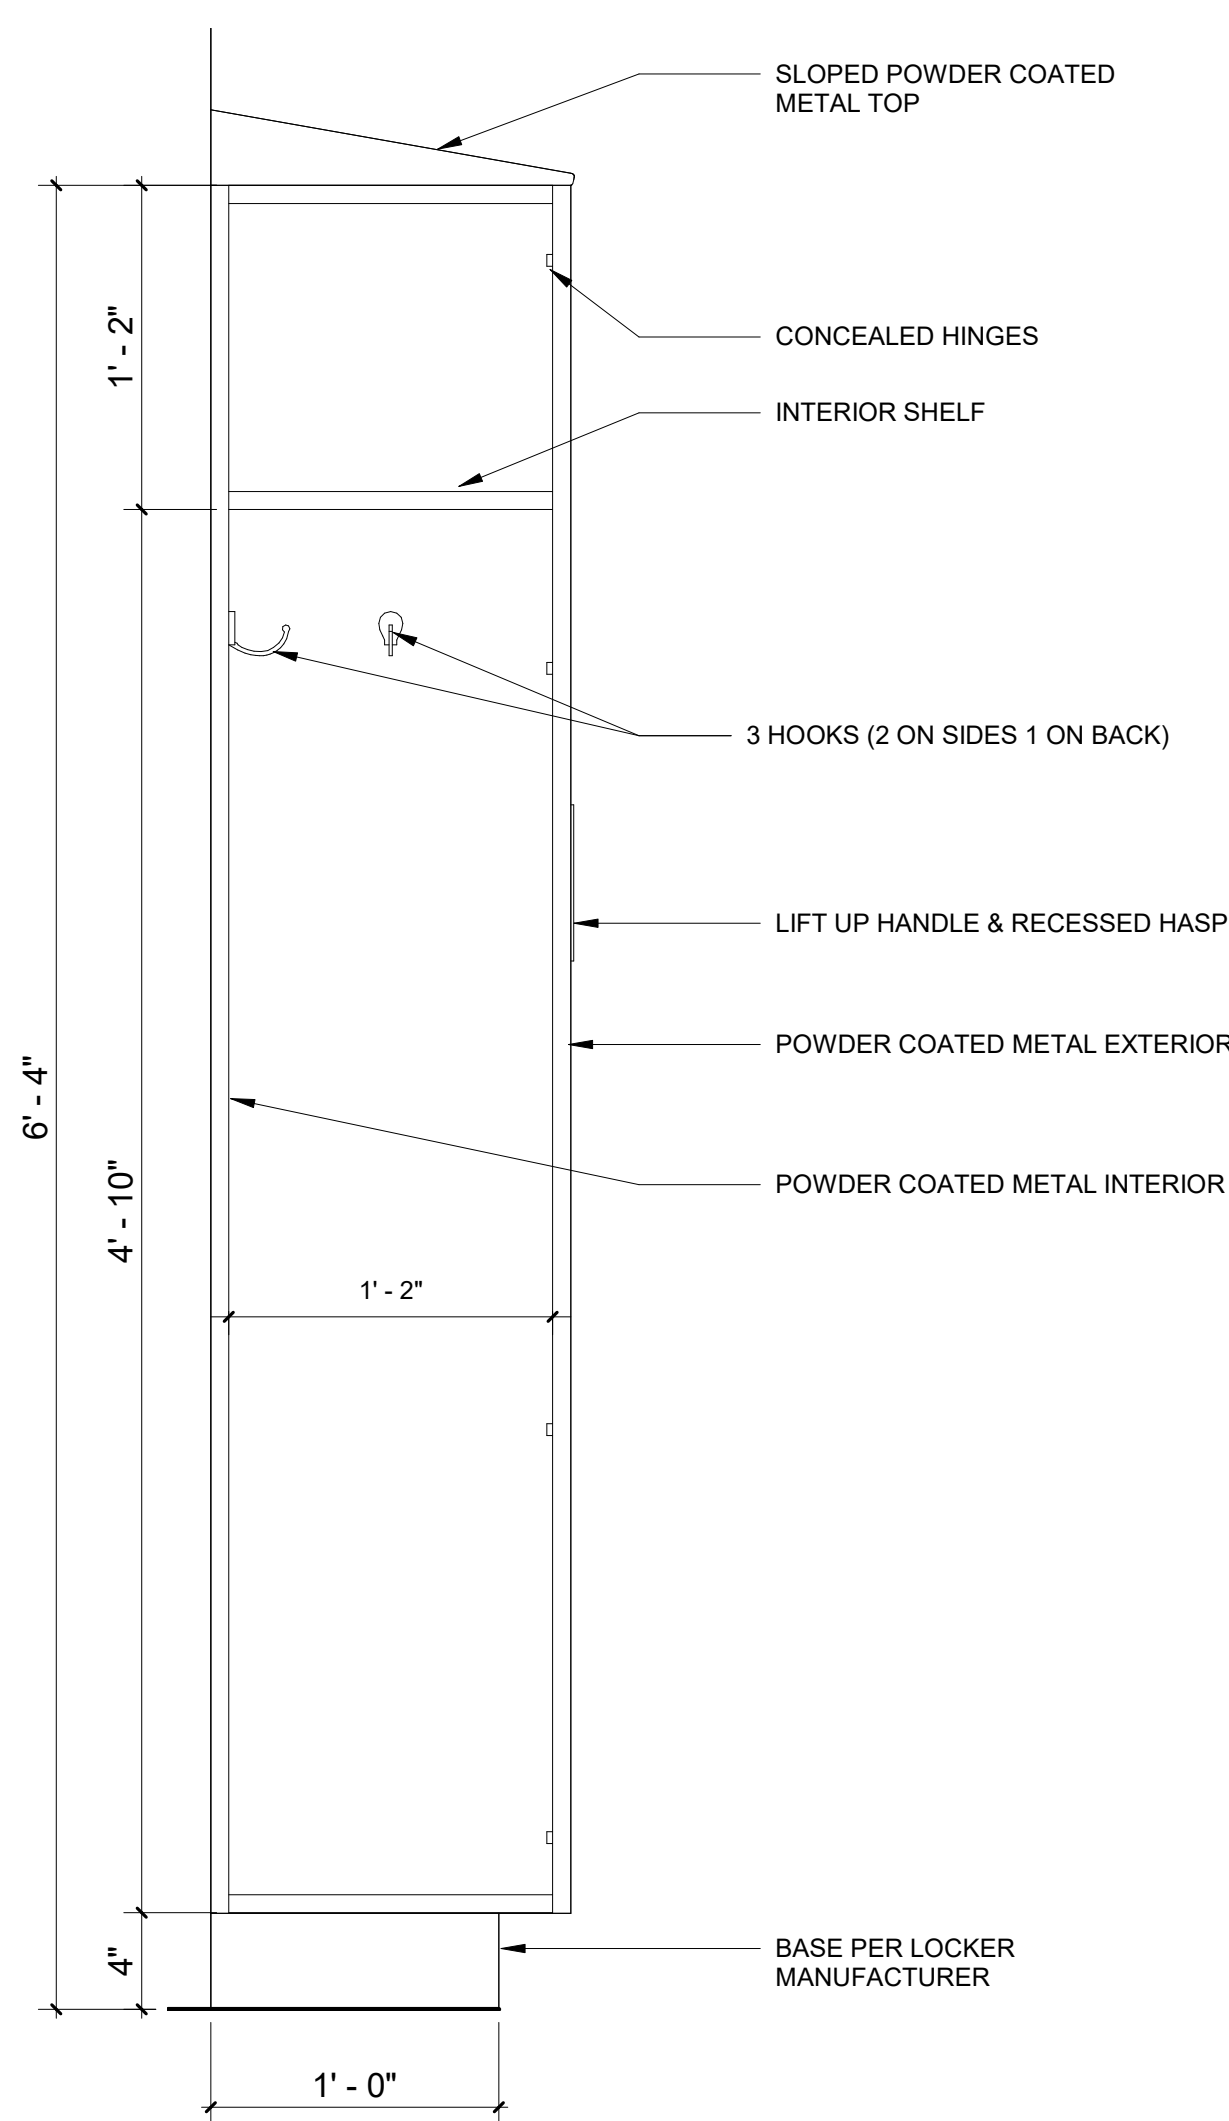 SLOPED POWDER COATED
METAL TOP
1' - 2"
CONCEALED HINGES
INTERIOR SHELF
3 HOOKS (2 ON SIDES 1 ON BACK)
LIFT UP HANDLE & RECESSED HASP
POWDER COATED METAL EXTERIOR
6' - 4"
4' - 10"
POWDER COATED METAL INTERIOR
1' - 2"
4"
BASE PER LOCKER
MANUFACTURER
1' - 0"